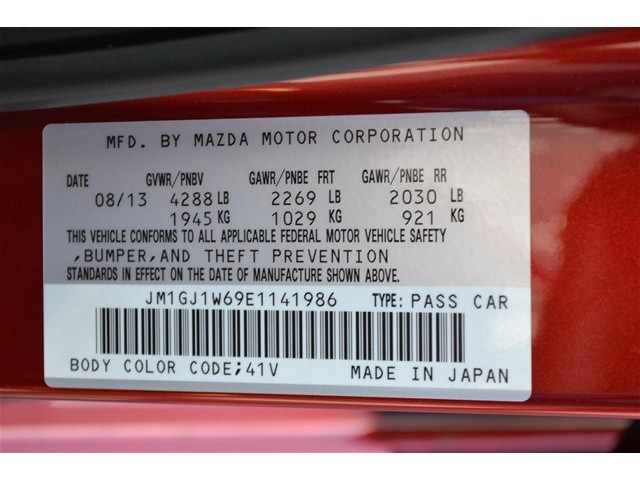 MFD. BY MAZDA MOTOR CORPORATION
DATE GVWR/PNBV GAWR/PNBE FRT GAWR/PNBE RR
08/13 4288 LB 2269 LB 2030 LB
1945 KG 1029 KG 921 KG
THIS VEHICLE CONFORMS TO ALL APPLICABLE FEDERAL MOTOR VEHICLE SAFETY
,BUMPER,AND THEFT PREVENTION
STANDARDS IN EFFECT ON THE DATE OF MANUFACTURE SHOWN ABOVE.
JM1GJ1W69E1141986 TYPE: PASS CAR
BODY COLOR CODE;41V MADE IN JAPAN